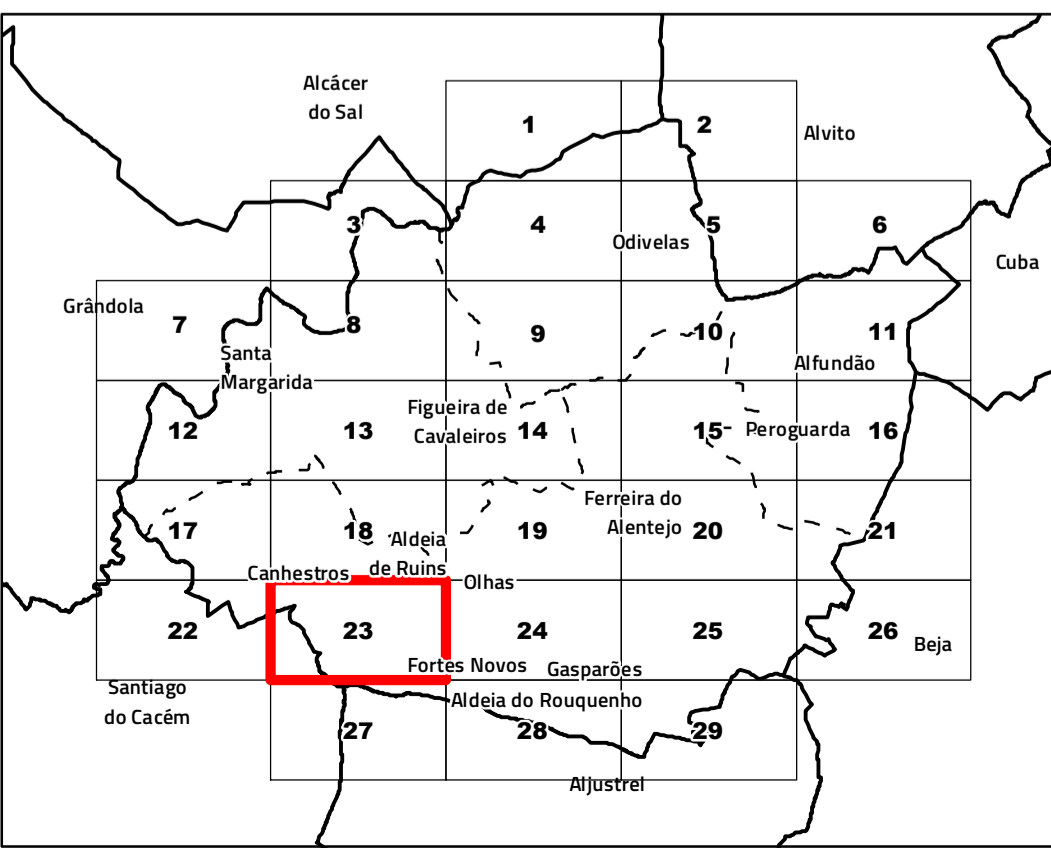 Alcácer
do Sal
1
2
Alvito
3
4
5
6
Odivelas
Cuba
Grândola
7
8
9
10
11
Santa
Margarida
Alfundão
Figueira de
Cavaleiros
12
13
14
15
Peroguarda
16
Ferreira do
Alentejo
17
18
19
20
21
Aldeia
de Ruins
Canhestros
Olhas
22
23
24
25
26
Beja
Fortes Novos
Gasparões
Santiago
do Cacém
Aldeia do Rouquenho
27
28
29
Aljustrel